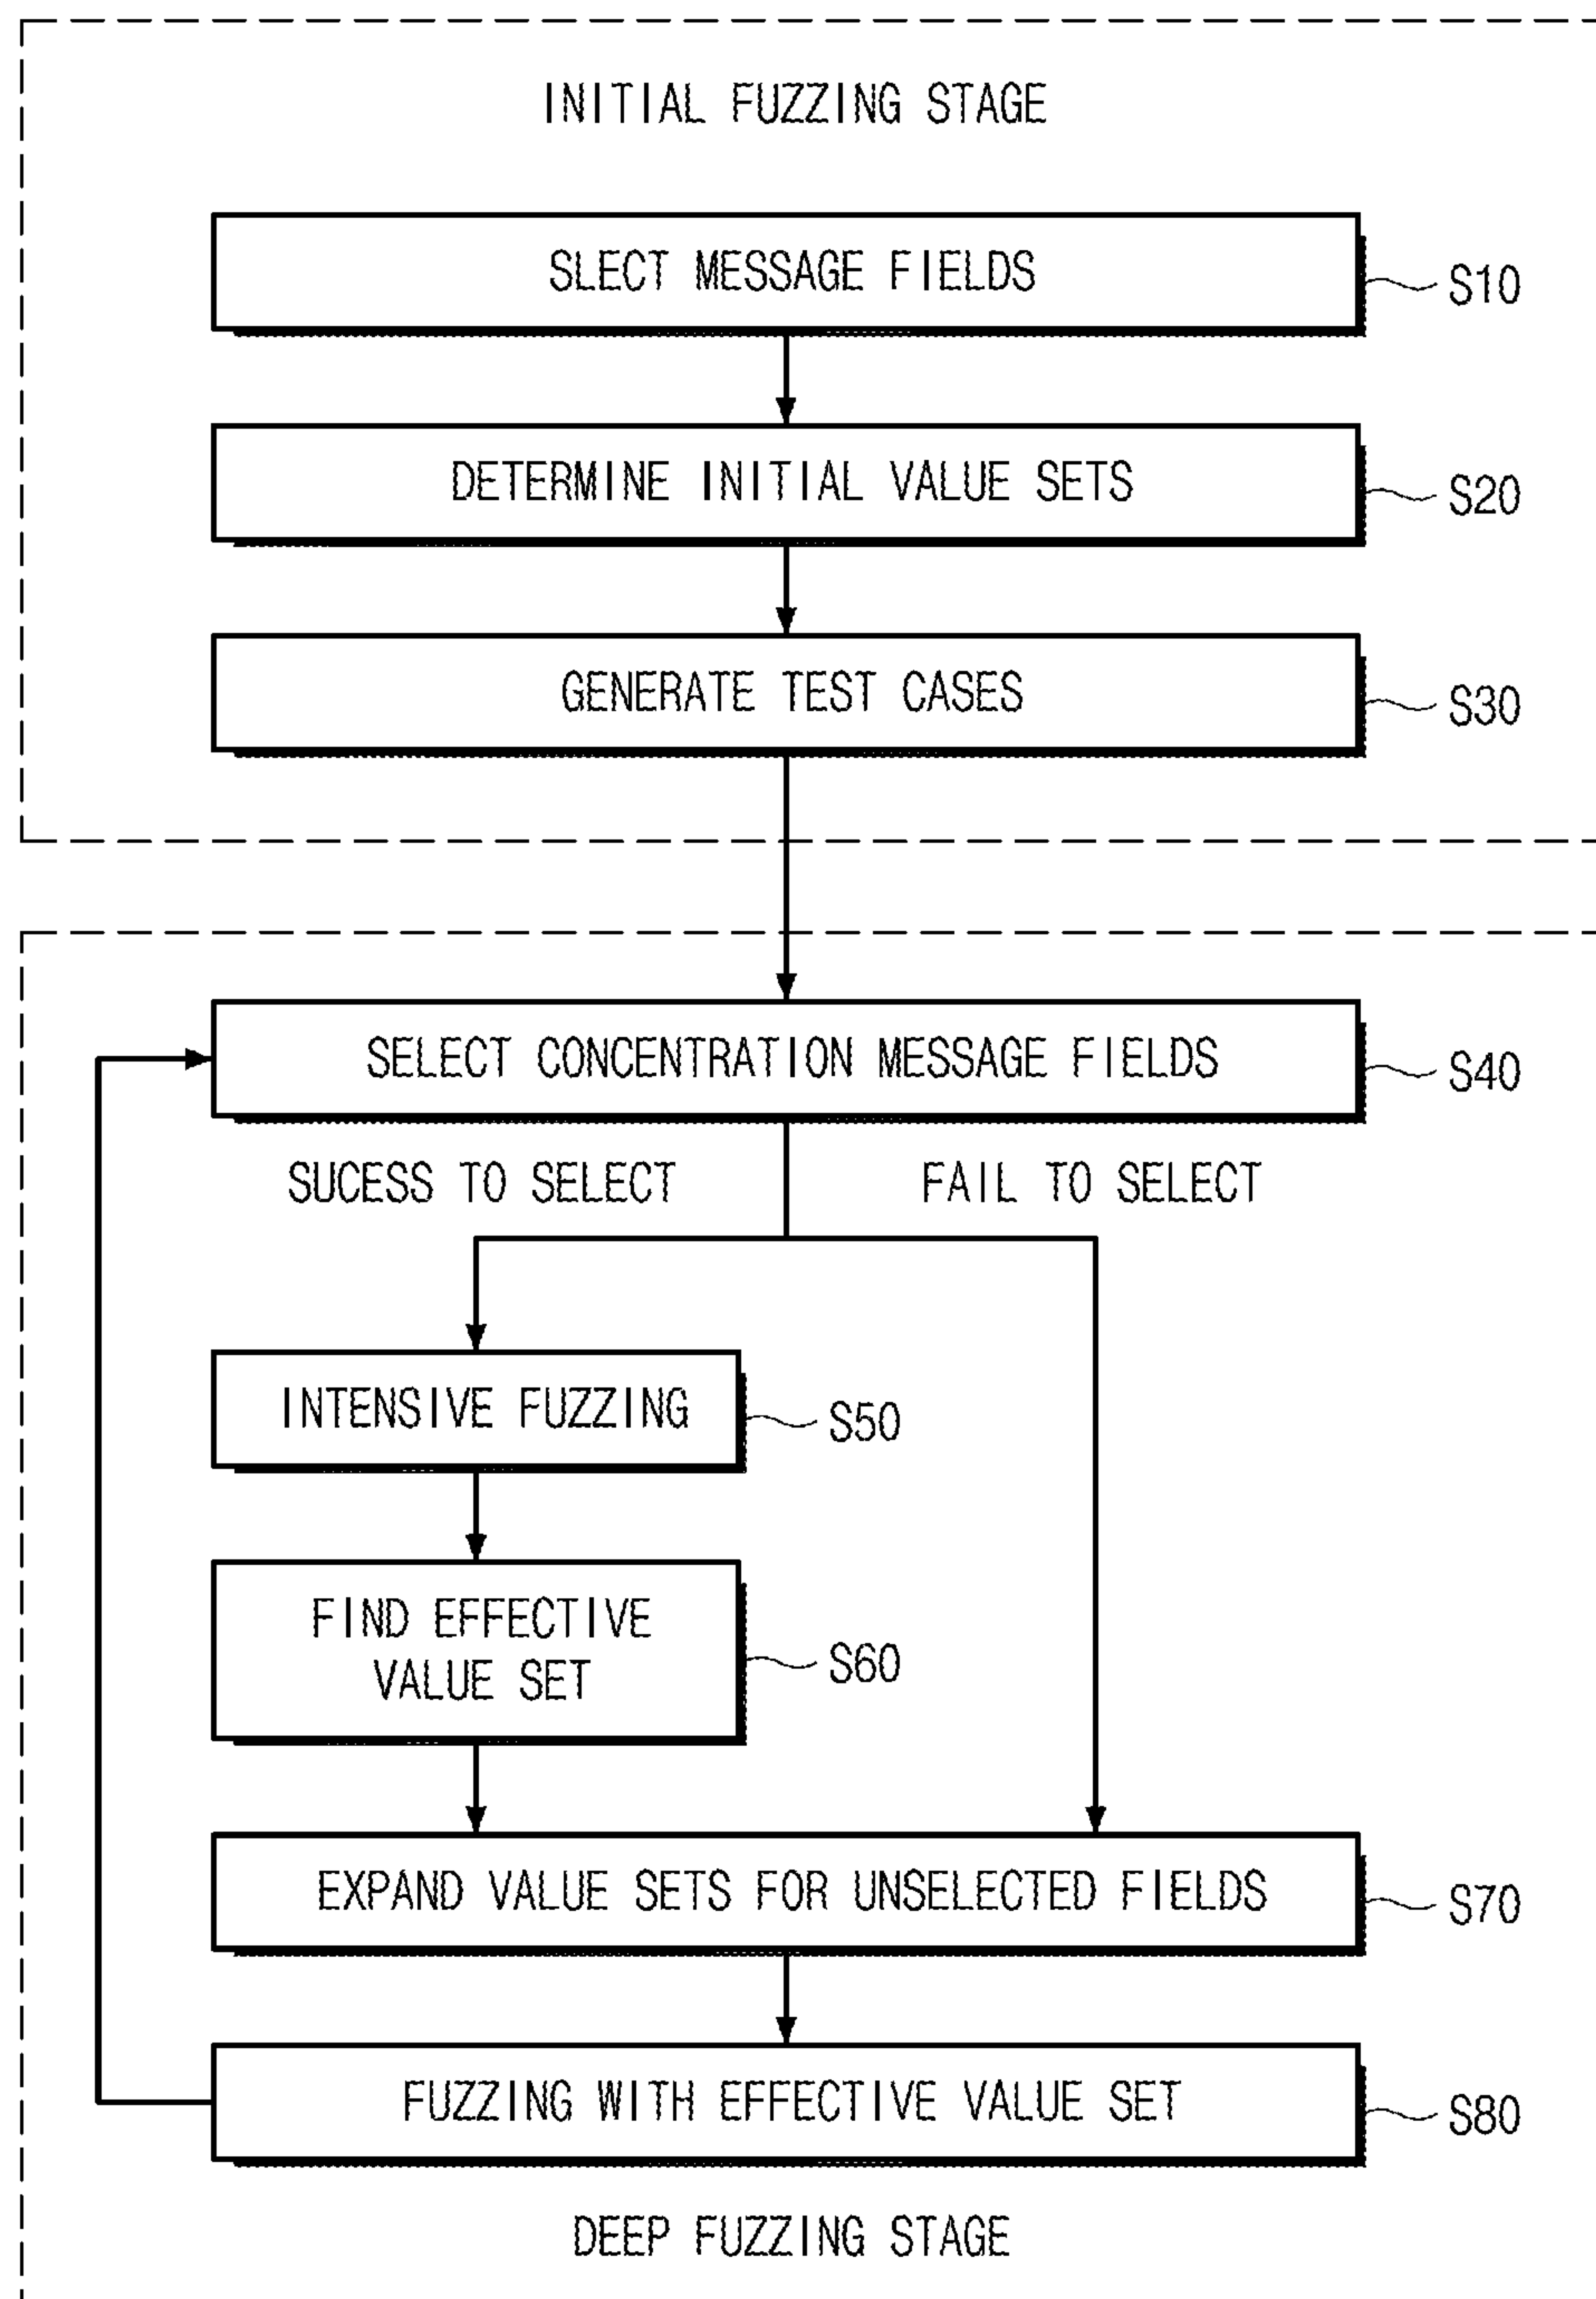 INITIAL FUZZING STAGE
SLECT MESSAGE FIELDS
S10
DETERMINE INITIAL VALUE SETS
S20
GENERATE TEST CASES
S30
SELECT CONCENTRATION MESSAGE FIELDS
S40
SUCESS TO SELECT
FAIL TO SELECT
INTENSIVE FUZZING
S50
FIND EFFECTIVE
VALUE SET
S60
EXPAND VALUE SETS FOR UNSELECTED FIELDS
S70
FUZZING WITH EFFECTIVE VALUE SET
S80
DEEP FUZZING STAGE